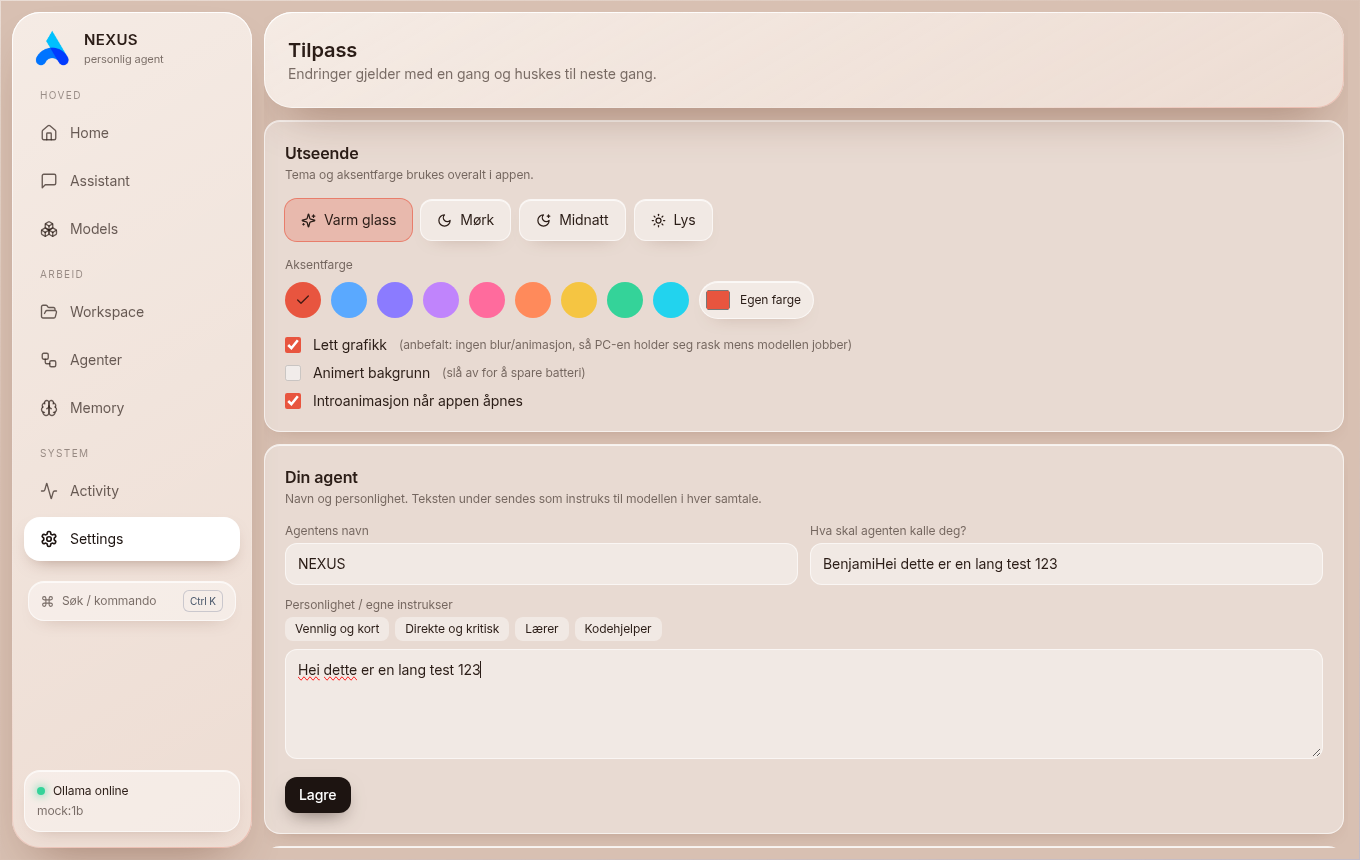 NEXUS
personlig agent
HOVED
Home
Assistant
Models
ARBEID
Workspace
Agenter
Memory
SYSTEM
Activity
Settings
⌘ Søk / kommando Ctrl K
Ollama online
mock:1b
Tilpass
Endringer gjelder med en gang og huskes til neste gang.
Utseende
Tema og aksentfarge brukes overalt i appen.
Varm glass Mørk Midnatt Lys
Aksentfarge
Egen farge
Lett grafikk (anbefalt: ingen blur/animasjon, så PC-en holder seg rask mens modellen jobber)
Animert bakgrunn (slå av for å spare batteri)
Introanimasjon når appen åpnes
Din agent
Navn og personlighet. Teksten under sendes som instruks til modellen i hver samtale.
Agentens navn Hva skal agenten kalle deg?
NEXUS BenjamiHei dette er en lang test 123
Personlighet / egne instrukser
Vennlig og kort Direkte og kritisk Lærer Kodehjelper
Hei dette er en lang test 123
Lagre